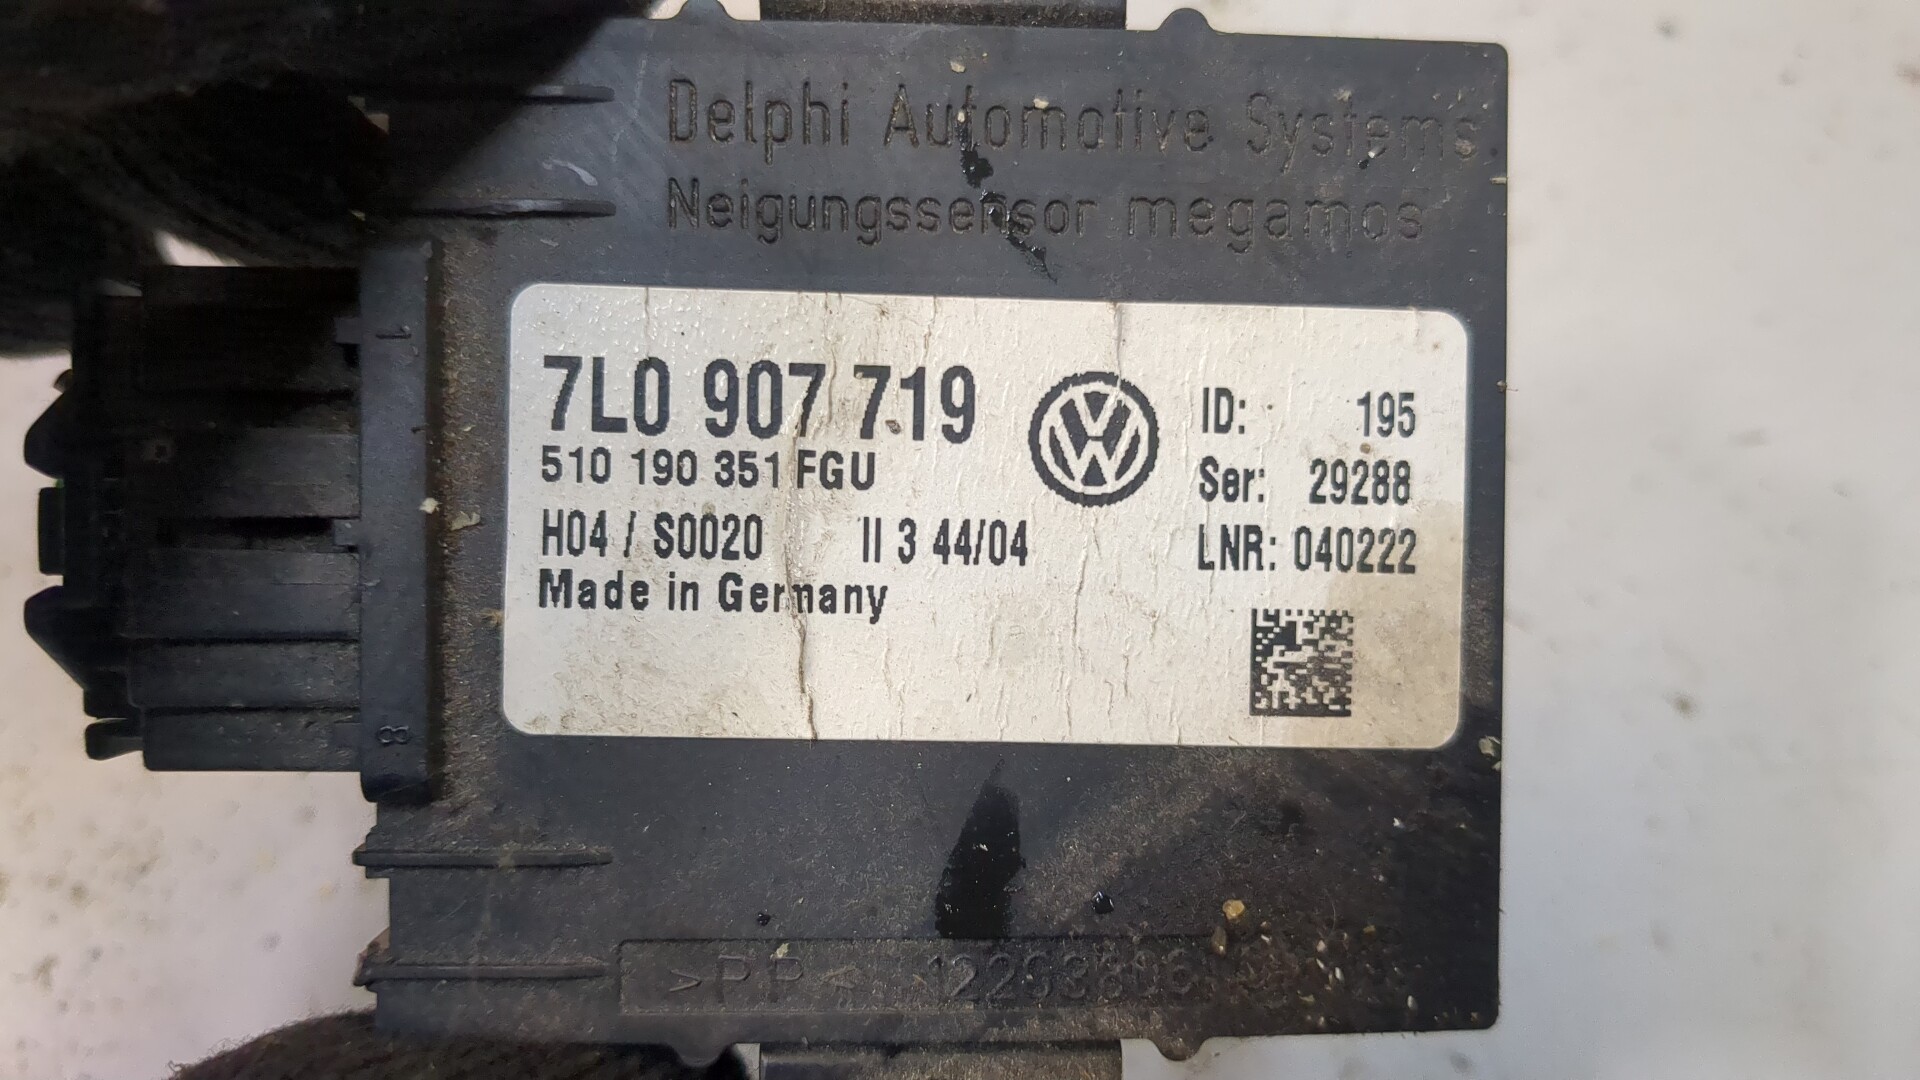 Delphi Automotive Systems
Neigungssensor megamos
7L0 907 719
510 190 351 FGU
H04 / S0020 II 3 44/04
Made in Germany
ID: 195
Ser: 29288
LNR: 040222
1
8
>PP<